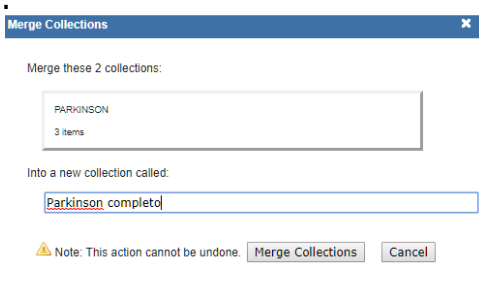 Merge Collections
Merge these 2 collections:
PARKINSON
3 items
Into a new collection called:
Parkinson completo
Note: This action cannot be undone. Merge Collections Cancel